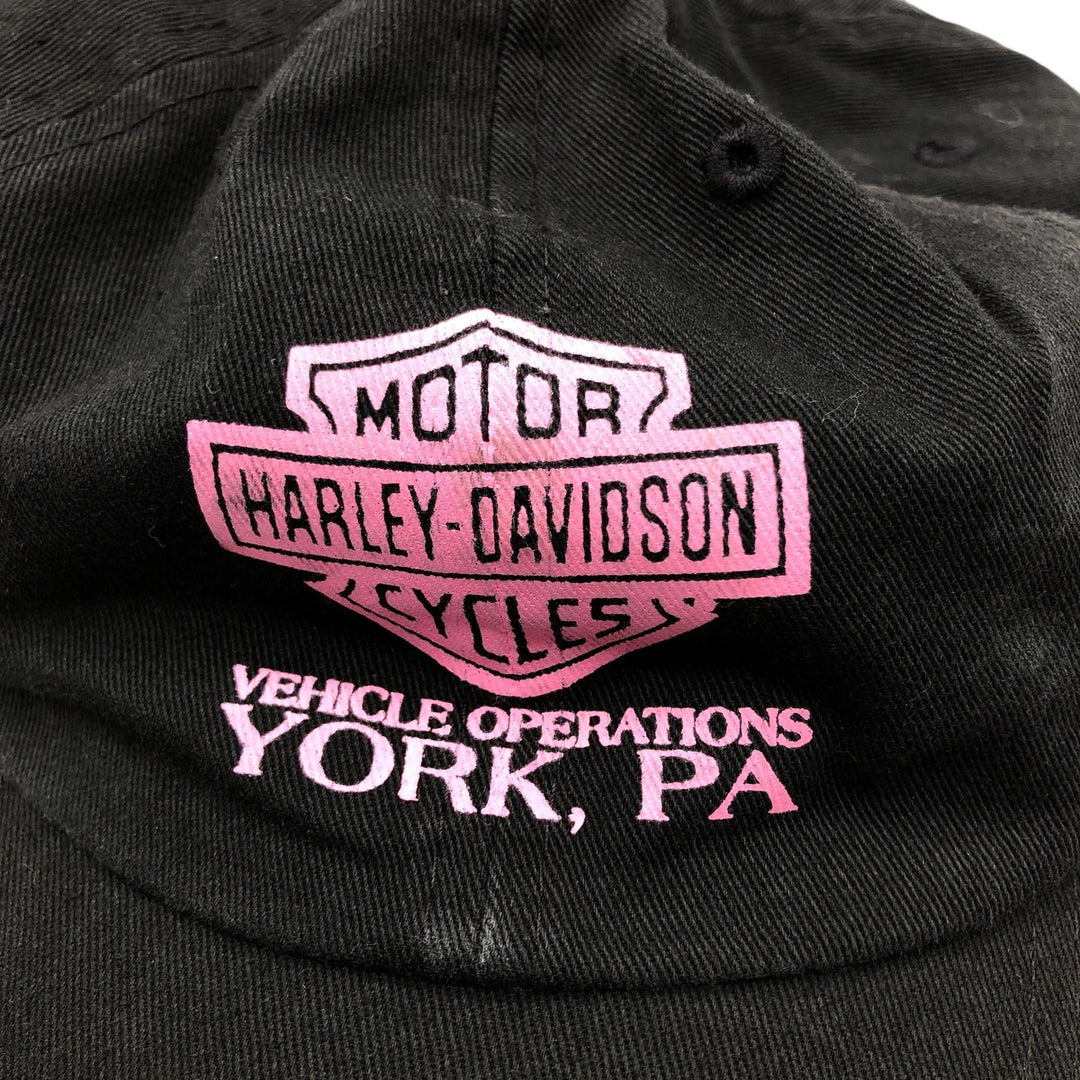 MOTOR
HARLEY-DAVIDSON
CYCLES
VEHICLE OPERATIONS
YORK, PA